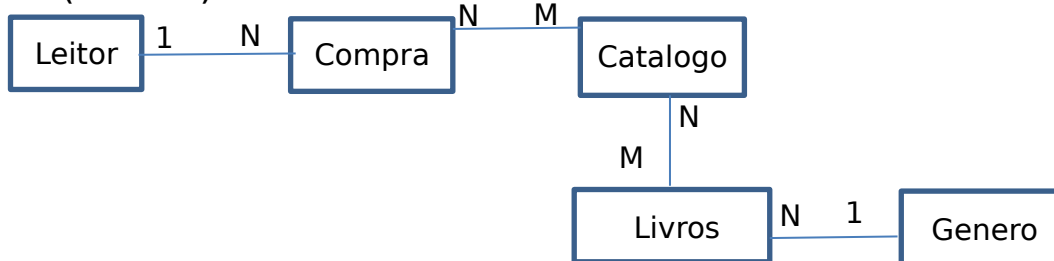 Leitor 1 N Compra N M Catalogo
N
M
Livros N 1 Genero